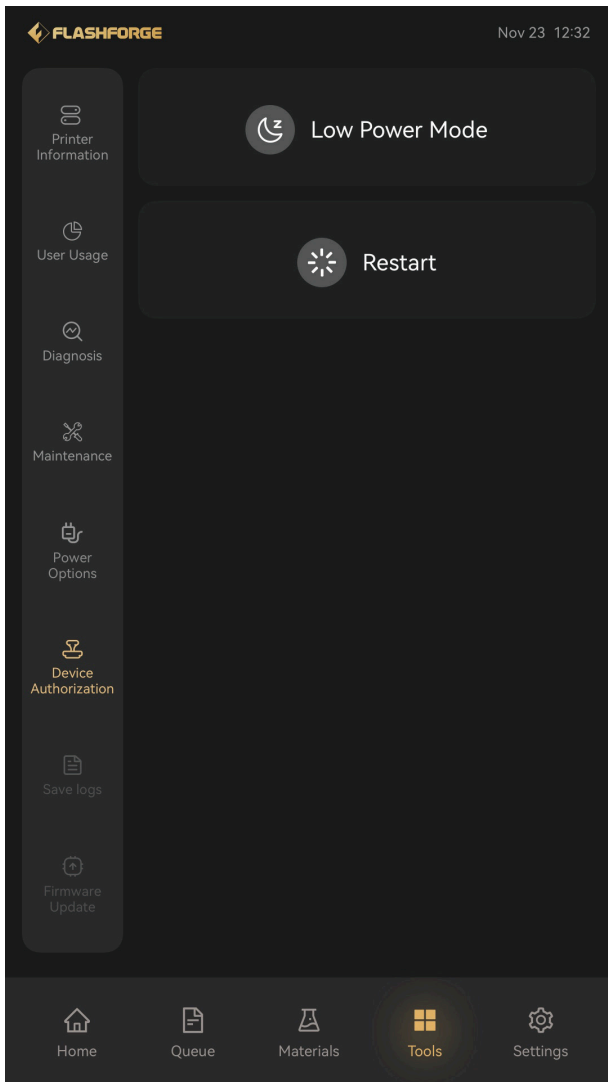 FLASHFORGE
Nov 23 12:32
Printer
Information
User Usage
Diagnosis
Maintenance
Power
Options
Device
Authorization
Save logs
Firmware
Update
Low Power Mode
Restart
Home
Queue
Materials
Tools
Settings